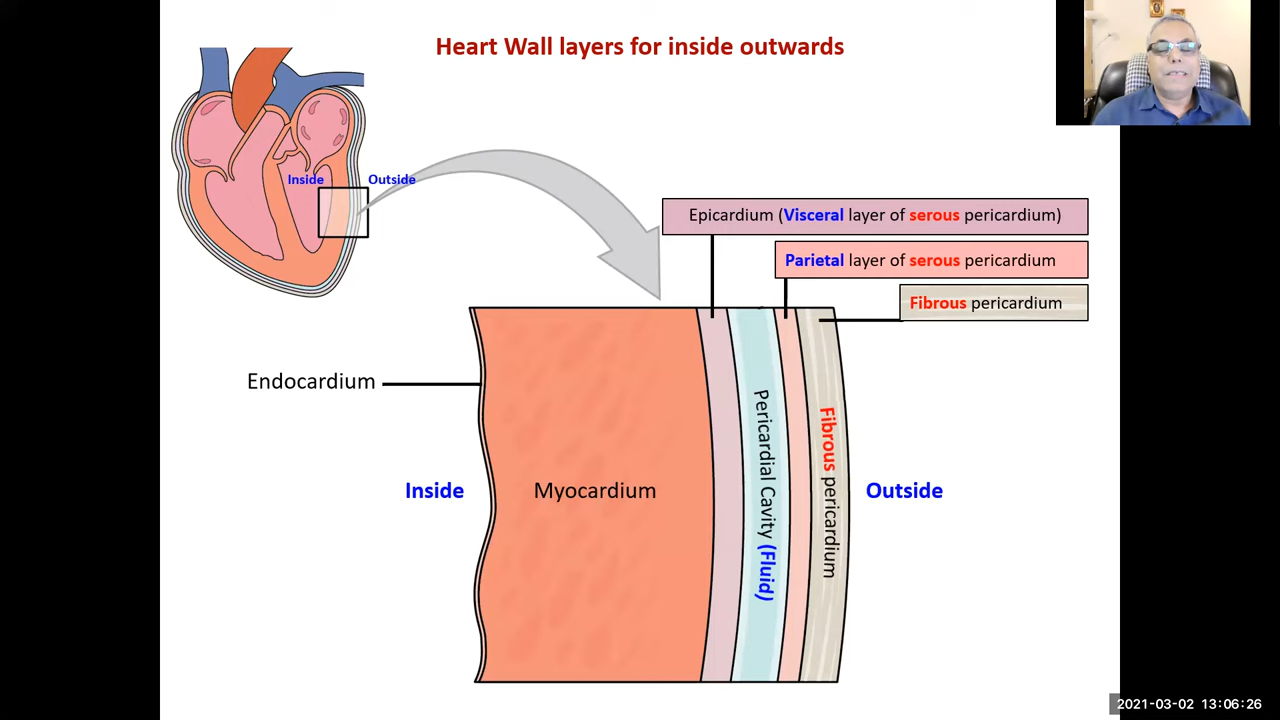 Heart Wall layers for inside outwards
Inside
Outside
Epicardium (Visceral layer of serous pericardium)
Parietal layer of serous pericardium
Fibrous pericardium
Endocardium
Inside
Myocardium
Pericardial Cavity (Fluid)
Fibrous pericardium
Outside
2021-03-02 13:06:26